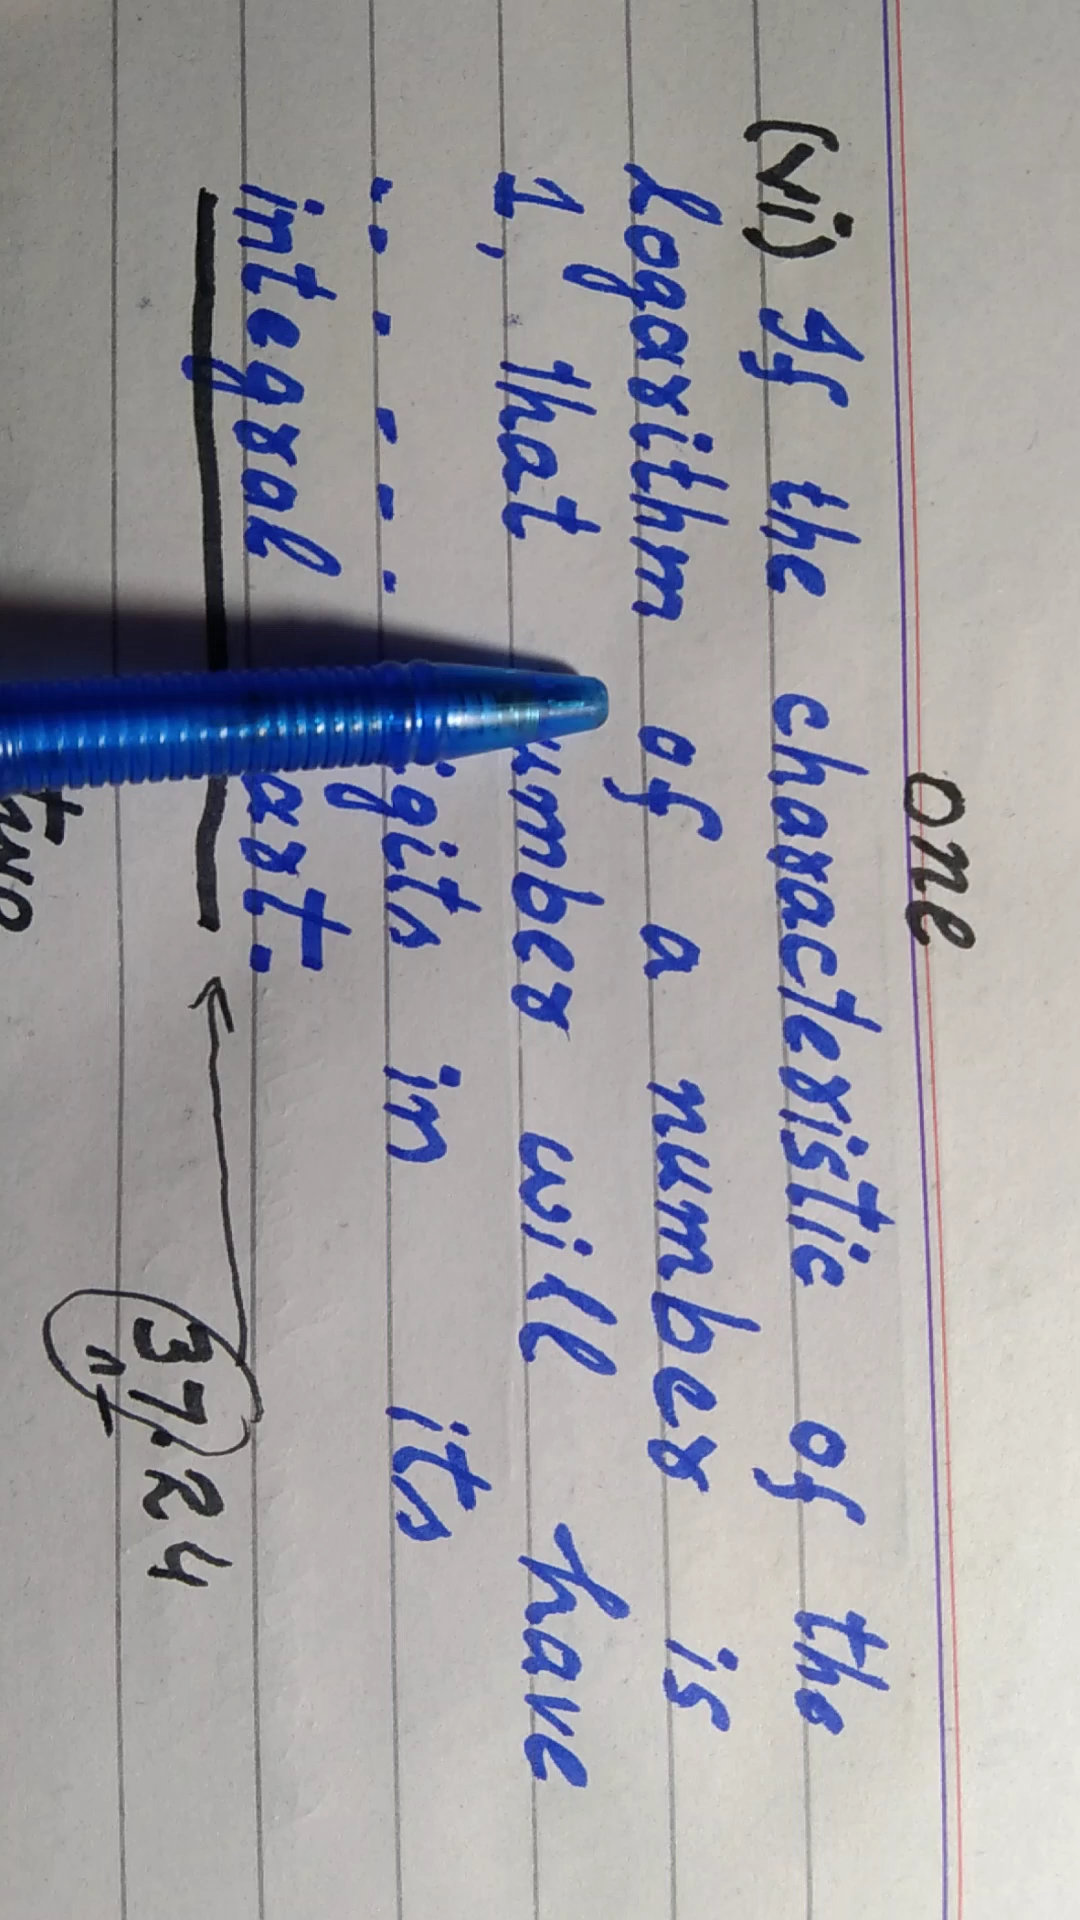 one
(vi) If the characteristic of the
logarithm of a number is
1, that number will have
...... digits in its
integral part.
37.24
two